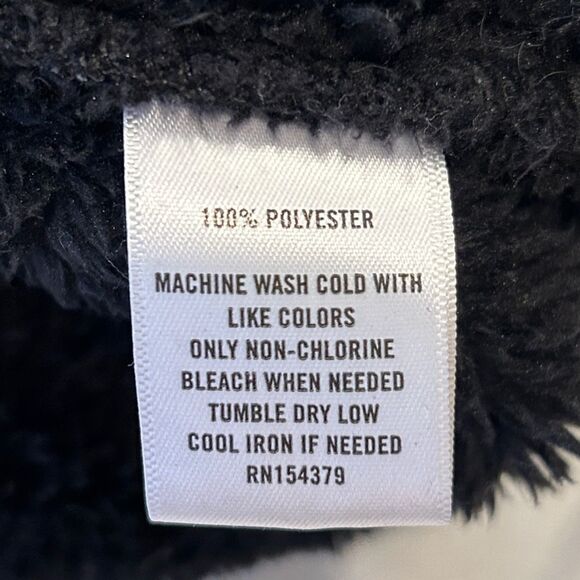 100% POLYESTER
MACHINE WASH COLD WITH
LIKE COLORS
ONLY NON-CHLORINE
BLEACH WHEN NEEDED
TUMBLE DRY LOW
COOL IRON IF NEEDED
RN154379